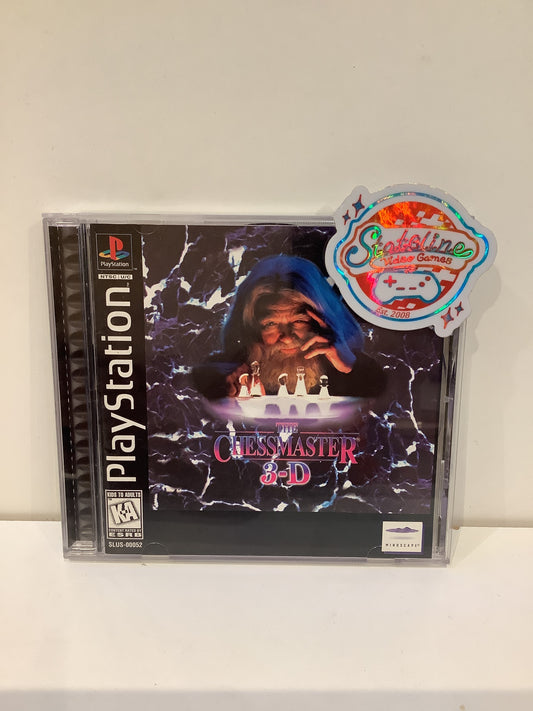 PlayStation
NTSC U/C
PlayStation
Stateline
Video Games
Est. 2008
THE
CHESSMASTER
3-D
KIDS TO ADULTS
K-A
CONTENT RATED BY
ESRB
SLUS-00052
MINDSCAPE